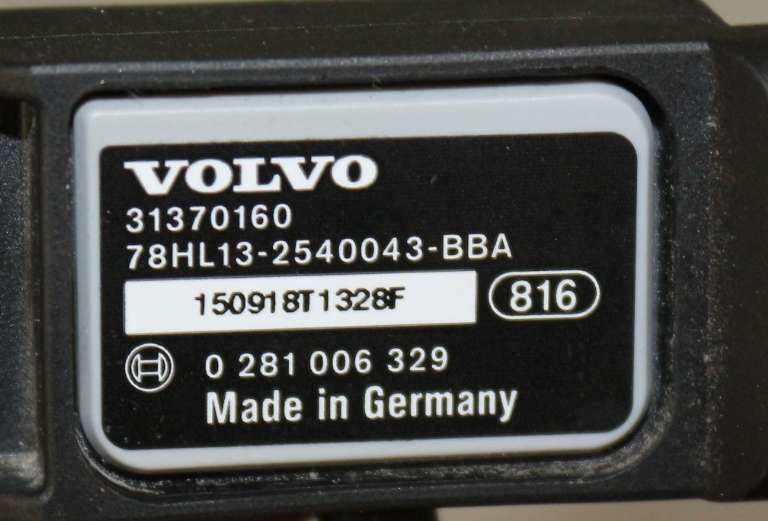 VOLVO
31370160
78HL13-2540043-BBA
150918T1328F 816
0 281 006 329
Made in Germany